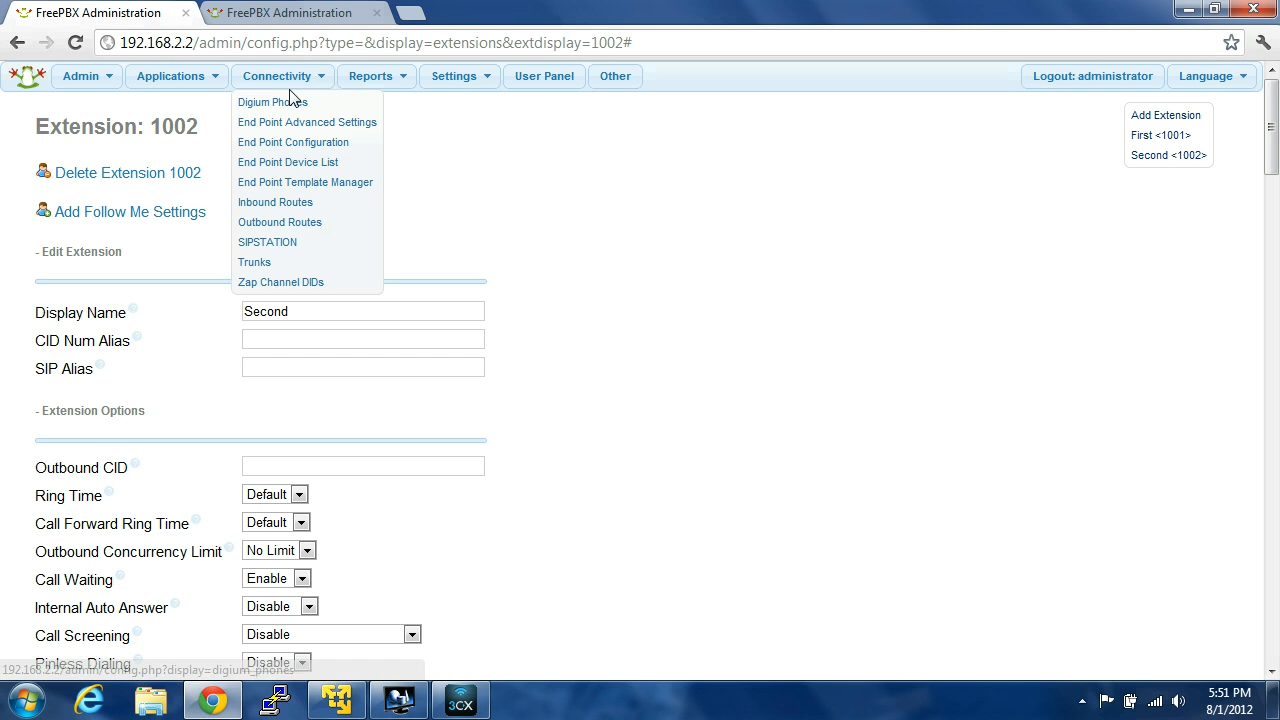 FreePBX Administration
FreePBX Administration
192.168.2.2/admin/config.php?type=&display=extensions&extdisplay=1002#
Admin Applications Connectivity Reports Settings User Panel Other Logout: administrator Language
Digium Phones
End Point Advanced Settings
End Point Configuration
End Point Device List
End Point Template Manager
Inbound Routes
Outbound Routes
SIPSTATION
Trunks
Zap Channel DIDs
Add Extension
First <1001>
Second <1002>
Extension: 1002
Delete Extension 1002
Add Follow Me Settings
- Edit Extension
Display Name ? Second
CID Num Alias ?
SIP Alias ?
- Extension Options
Outbound CID ?
Ring Time ? Default
Call Forward Ring Time ? Default
Outbound Concurrency Limit ? No Limit
Call Waiting ? Enable
Internal Auto Answer ? Disable
Call Screening ? Disable
Pinless Dialing ? Disable
192.168.2.2/admin/config.php?display=digium_phones
3CX
5:51 PM
8/1/2012